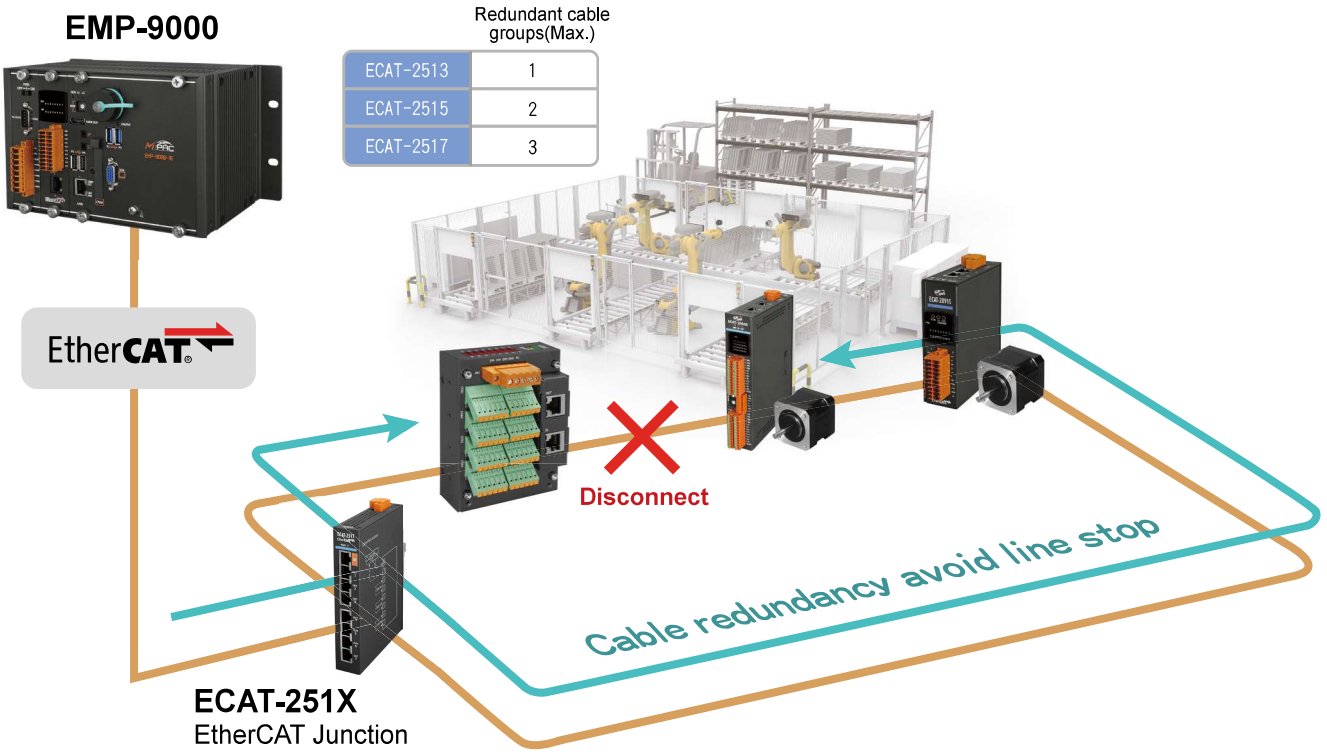 EMP-9000
Redundant cable
groups(Max.)
ECAT-2513 1
ECAT-2515 2
ECAT-2517 3
EtherCAT®
Disconnect
Cable redundancy avoid line stop
ECAT-251X
EtherCAT Junction